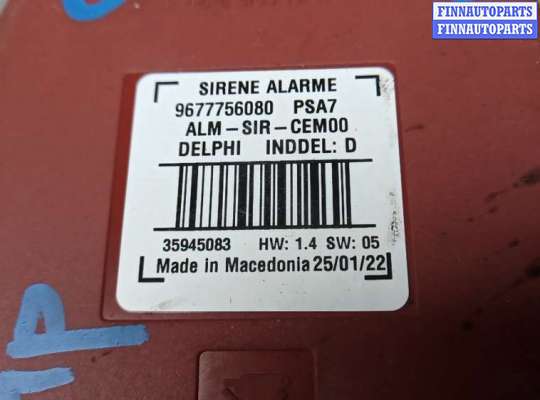 FINNAUTOPARTS
FINNAUTOPARTS
SIRENE ALARME
9677756080 PSA7
ALM-SIR-CEM00
DELPHI INDDEL: D
35945083 HW: 1.4 SW: 05
Made in Macedonia 25/01/22